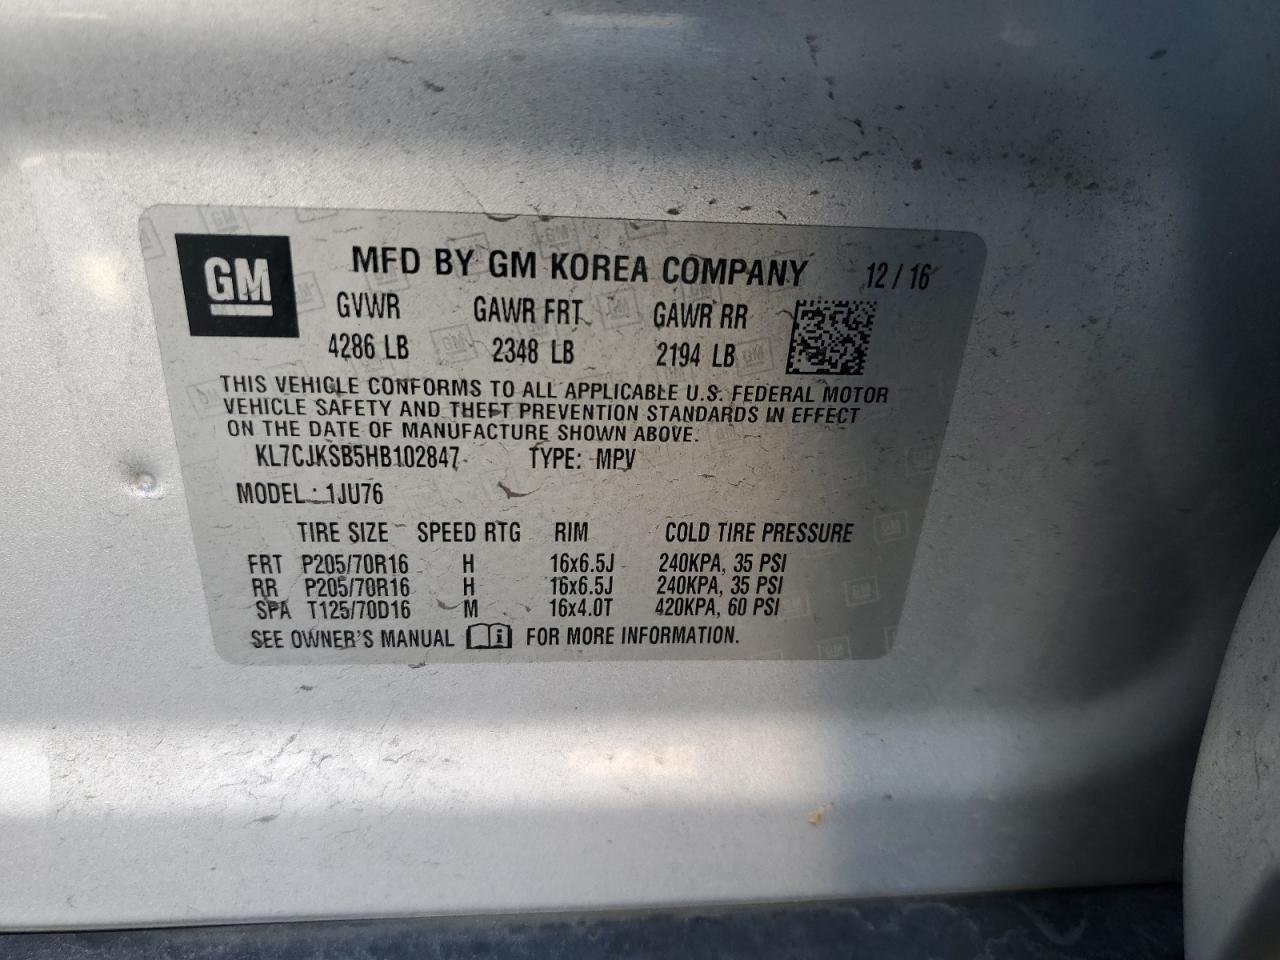 GM
MFD BY GM KOREA COMPANY 12 / 16
GVWR GAWR FRT GAWR RR
4286 LB 2348 LB 2194 LB
THIS VEHICLE CONFORMS TO ALL APPLICABLE U.S. FEDERAL MOTOR
VEHICLE SAFETY AND THEFT PREVENTION STANDARDS IN EFFECT
ON THE DATE OF MANUFACTURE SHOWN ABOVE.
KL7CJKSB5HB102847 TYPE: MPV
MODEL: 1JU76
TIRE SIZE SPEED RTG RIM COLD TIRE PRESSURE
FRT P205/70R16 H 16x6.5J 240KPA, 35 PSI
RR P205/70R16 H 16x6.5J 240KPA, 35 PSI
SPA T125/70D16 M 16x4.0T 420KPA, 60 PSI
SEE OWNER'S MANUAL i FOR MORE INFORMATION.